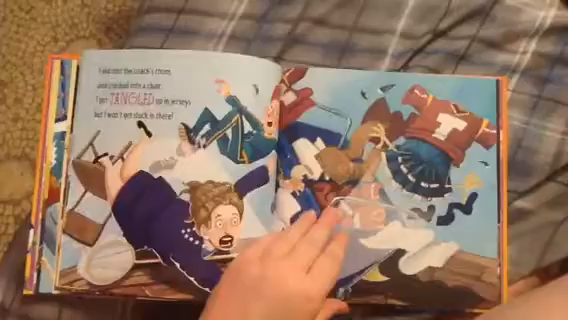 I slid into the coach's room,
and crashed into a chair.
I got TANGLED up in jerseys
but I won't get stuck in there!
T